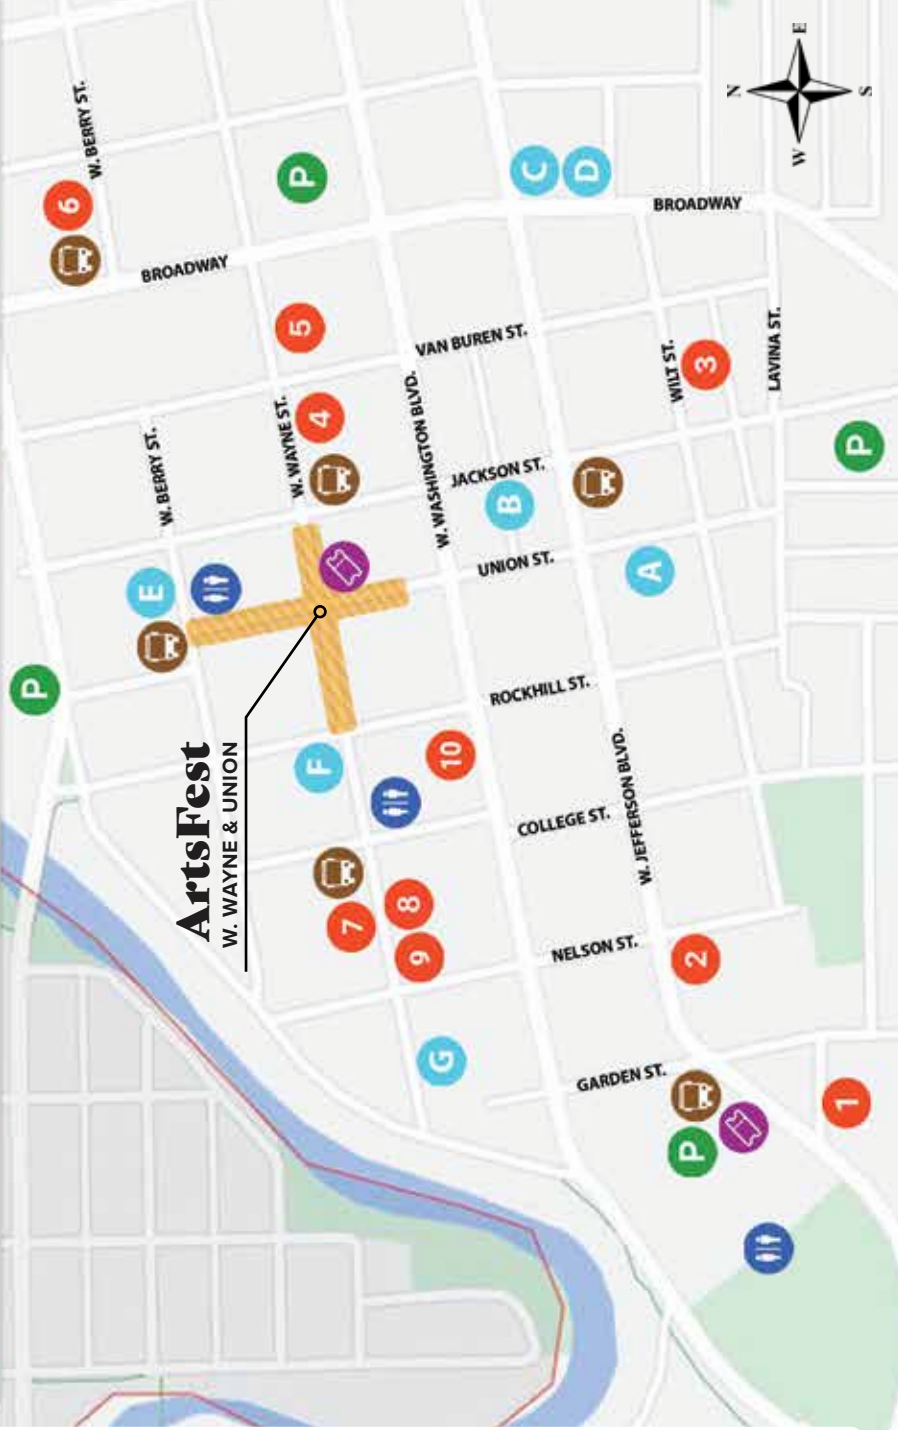 ArtsFest
W. WAYNE & UNION
P
E
F
G
6
5
4
7
8
9
10
P
C
D
B
A
3
2
1
P
P
W. BERRY ST.
W. BERRY ST.
W. WAYNE ST.
W. WASHINGTON BLVD.
W. JEFFERSON BLVD.
WILT ST.
LAVINA ST.
GARDEN ST.
NELSON ST.
COLLEGE ST.
ROCKHILL ST.
UNION ST.
JACKSON ST.
VAN BUREN ST.
BROADWAY
BROADWAY
N
W
E
S